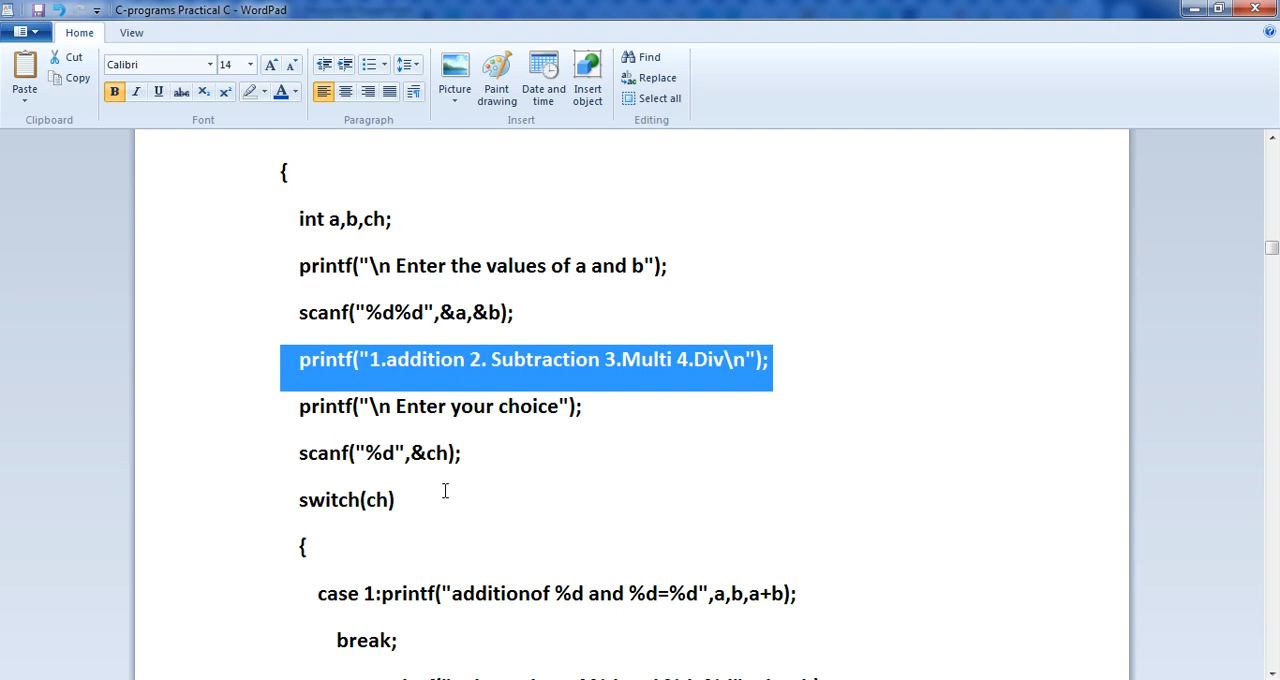 C-programs Practical C - WordPad
Home View
Paste Cut Copy Calibri 14 B I U abc X₂ X² A Picture Paint drawing Date and time Insert object Find Replace Select all
Clipboard Font Paragraph Insert Editing
{
int a,b,ch;
printf("\n Enter the values of a and b");
scanf("%d%d",&a,&b);
printf("1.addition 2. Subtraction 3.Multi 4.Div\n");
printf("\n Enter your choice");
scanf("%d",&ch);
switch(ch)
{
case 1:printf("additionof %d and %d=%d",a,b,a+b);
break;